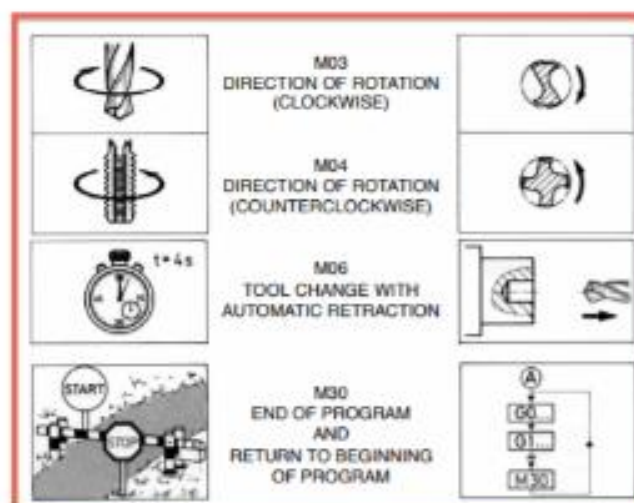 M03
DIRECTION OF ROTATION
(CLOCKWISE)
M04
DIRECTION OF ROTATION
(COUNTERCLOCKWISE)
t=4s
M06
TOOL CHANGE WITH
AUTOMATIC RETRACTION
START
STOP
M30
END OF PROGRAM
AND
RETURN TO BEGINNING
OF PROGRAM
A
G0...
M30